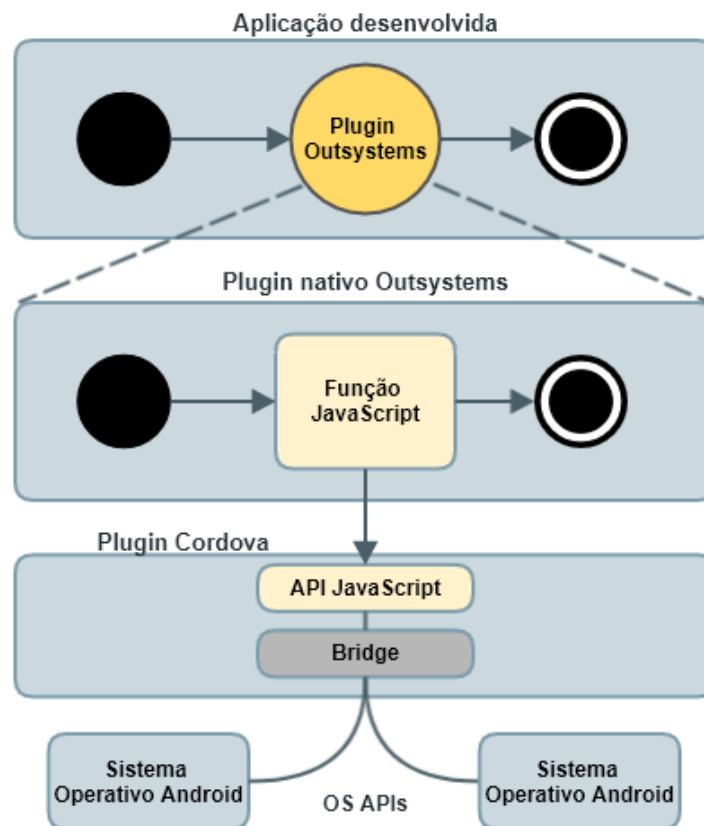 Aplicação desenvolvida
Plugin
Outsystems
Plugin nativo Outsystems
Função
JavaScript
Plugin Cordova
API JavaScript
Bridge
Sistema
Operativo Android
OS APIs
Sistema
Operativo Android